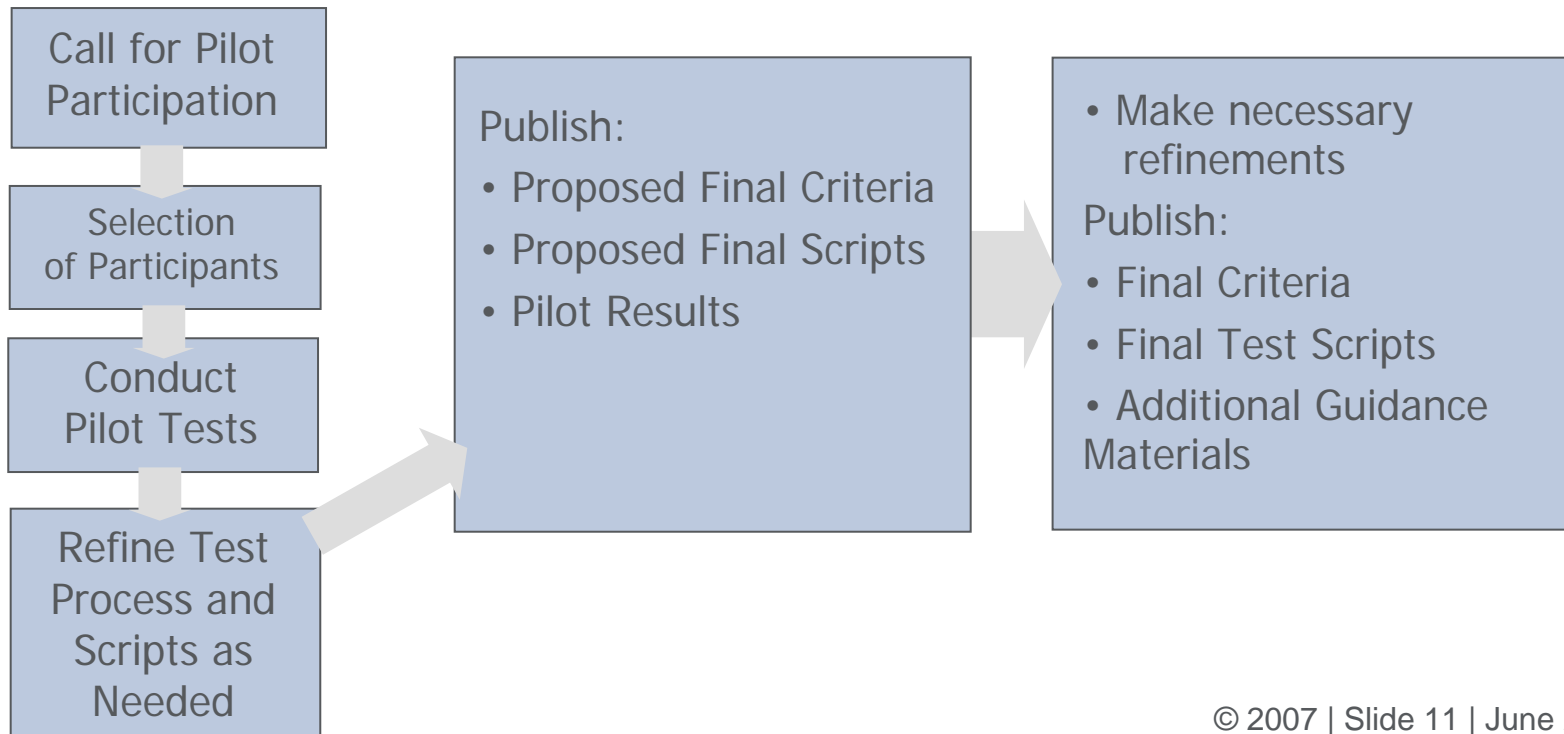 Call for Pilot
Participation
Selection
of Participants
Conduct
Pilot Tests
Refine Test
Process and
Scripts as
Needed
Publish:
• Proposed Final Criteria
• Proposed Final Scripts
• Pilot Results
• Make necessary
refinements
Publish:
• Final Criteria
• Final Test Scripts
• Additional Guidance
Materials
© 2007 | Slide 11 | June